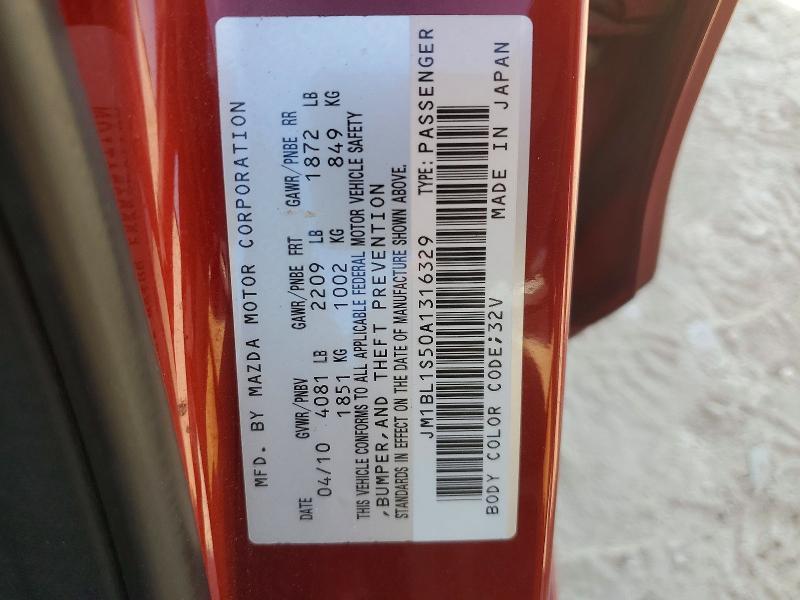 MFD. BY MAZDA MOTOR CORPORATION
DATE GVWR/PNBV GAWR/PNBE FRT GAWR/PNBE RR
04/10 4081 LB 2209 LB 1872 LB
1851 KG 1002 KG 849 KG
THIS VEHICLE CONFORMS TO ALL APPLICABLE FEDERAL MOTOR VEHICLE SAFETY
,BUMPER,AND THEFT PREVENTION
STANDARDS IN EFFECT ON THE DATE OF MANUFACTURE SHOWN ABOVE.
JM1BL1S50A1316329 TYPE: PASSENGER
BODY COLOR CODE;32V MADE IN JAPAN